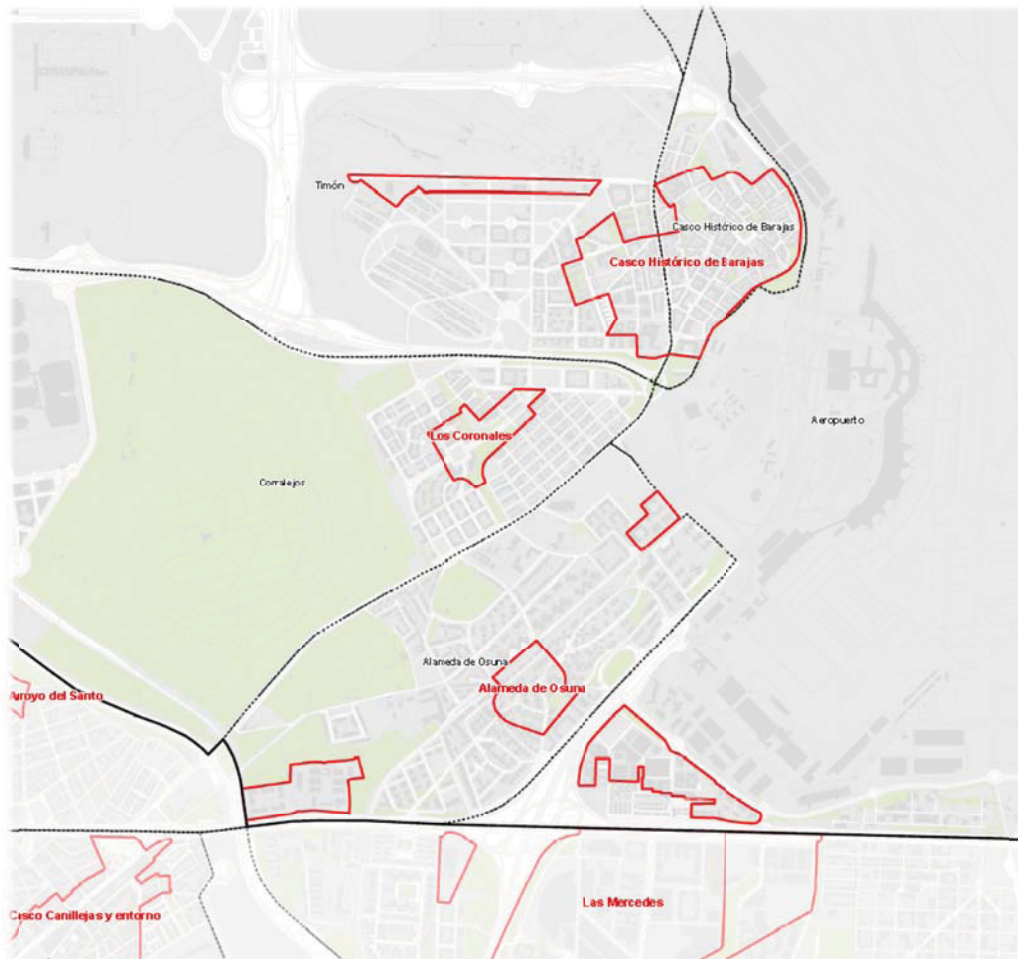 Timón
Casco Histórico de Barajas
Casco Histórico de Barajas
Aeropuerto
Los Coronales
Corralejos
Alameda de Osuna
Alameda de Osuna
Arroyo del Santo
Las Mercedes
Casco Canillejas y entorno